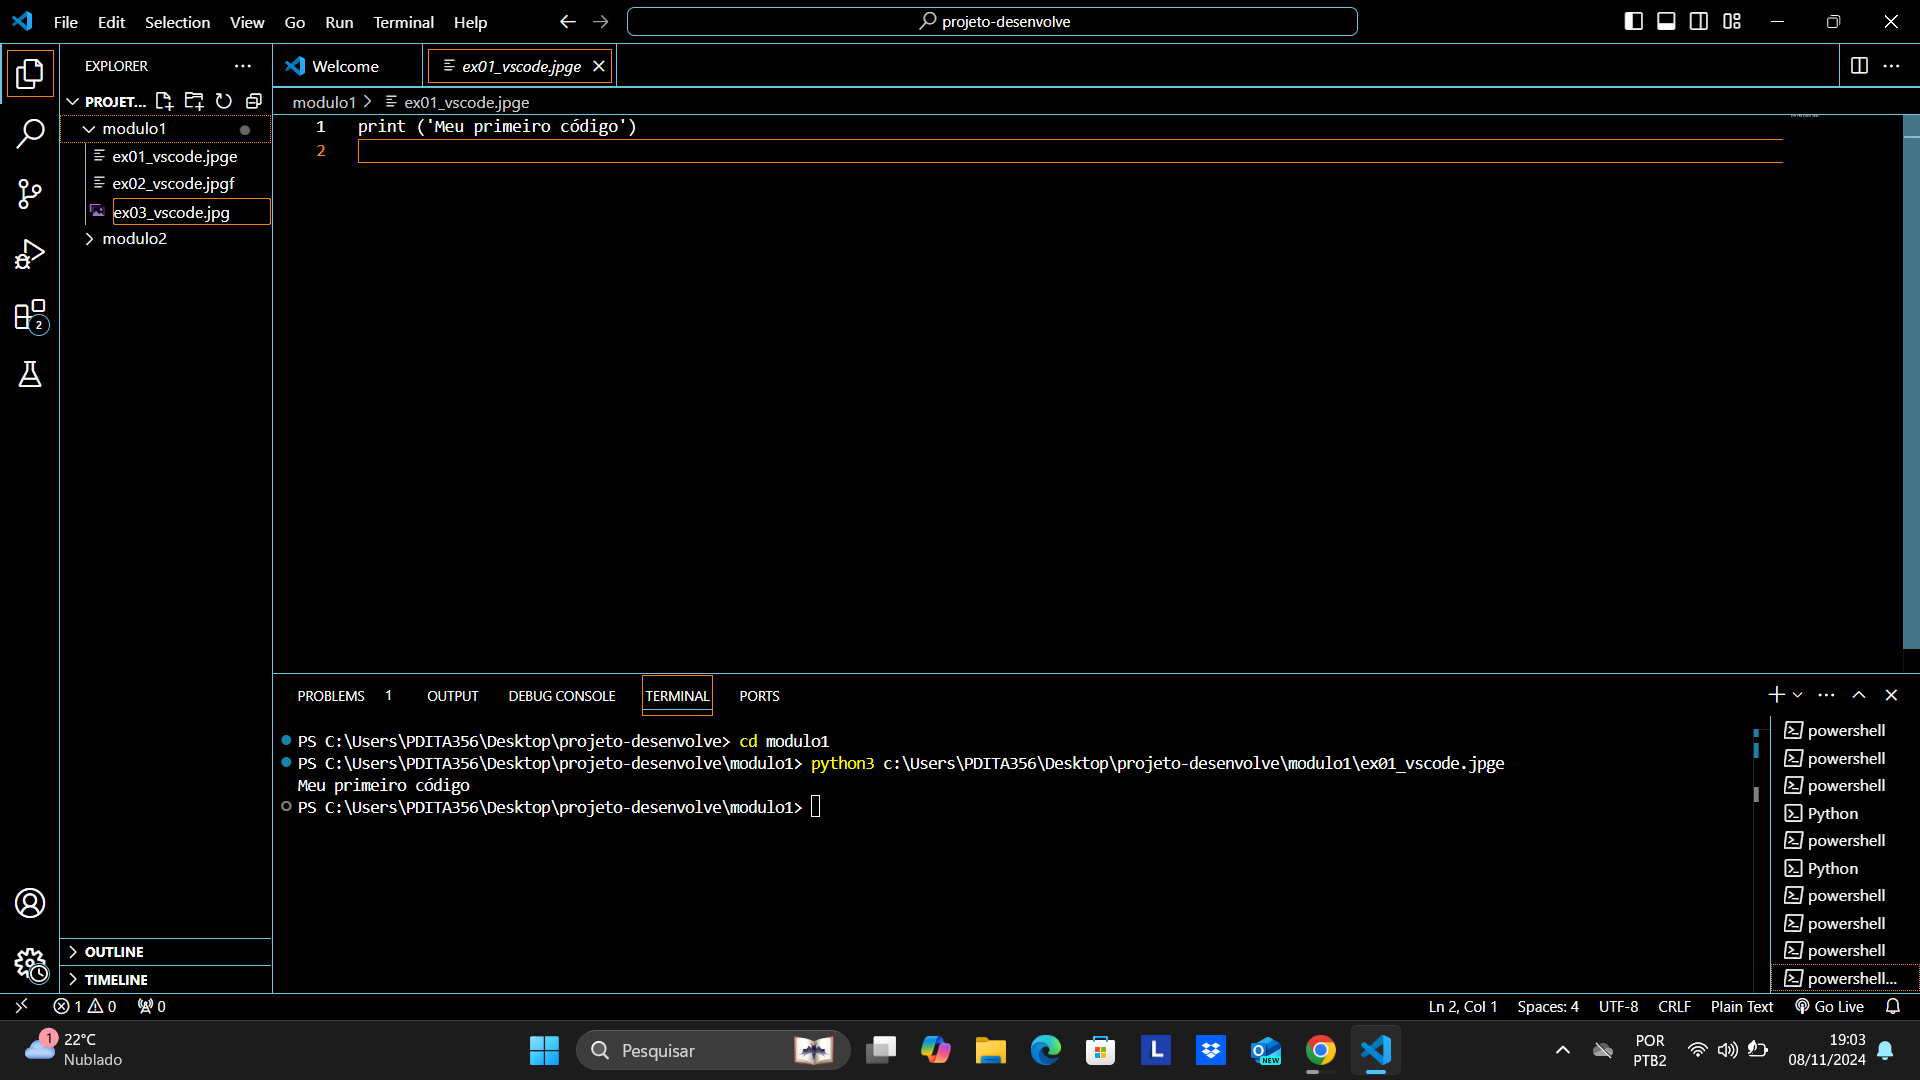 File Edit Selection View Go Run Terminal Help
projeto-desenvolve
EXPLORER
Welcome
ex01_vscode.jpge
PROJET...
modulo1 > ex01_vscode.jpge
modulo1
ex01_vscode.jpge
ex02_vscode.jpgf
ex03_vscode.jpg
modulo2
1 print ('Meu primeiro código')
2
PROBLEMS 1 OUTPUT DEBUG CONSOLE TERMINAL PORTS
PS C:\Users\PDITA356\Desktop\projeto-desenvolve> cd modulo1
PS C:\Users\PDITA356\Desktop\projeto-desenvolve\modulo1> python3 c:\Users\PDITA356\Desktop\projeto-desenvolve\modulo1\ex01_vscode.jpge
Meu primeiro código
PS C:\Users\PDITA356\Desktop\projeto-desenvolve\modulo1>
powershell
powershell
powershell
Python
powershell
Python
powershell
powershell
powershell
powershell...
2
OUTLINE
TIMELINE
1 0 0
Ln 2, Col 1 Spaces: 4 UTF-8 CRLF Plain Text Go Live
1
22°C
Nublado
Pesquisar
L
NEW
POR
PTB2
19:03
08/11/2024